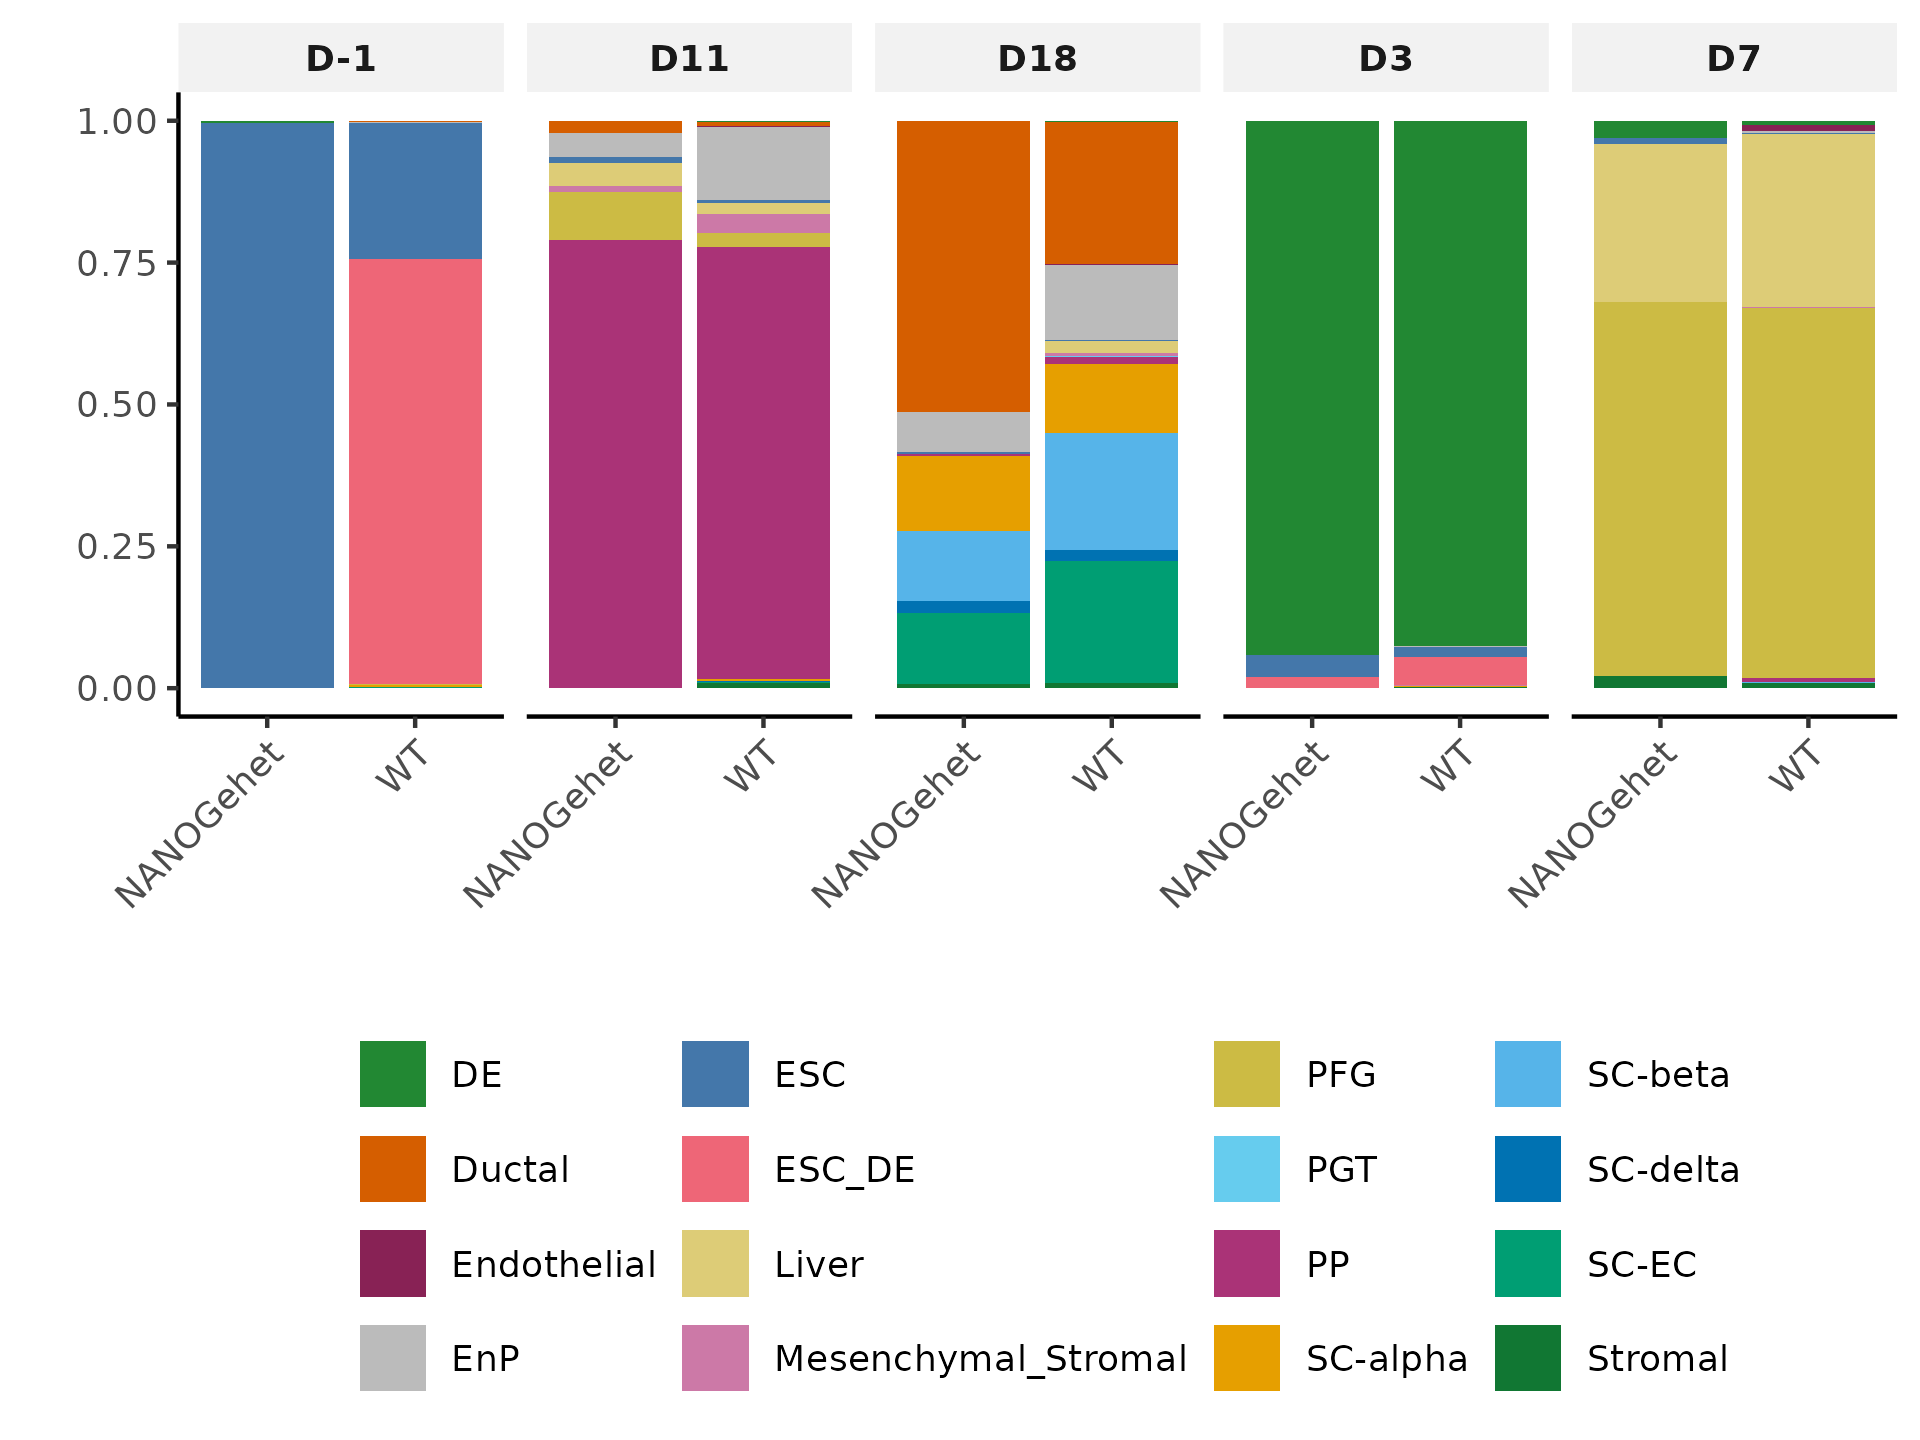 D-1 D11 D18 D3 D7
1.00
0.75
0.50
0.25
0.00
NANOGehet WT NANOGehet WT NANOGehet WT NANOGehet WT NANOGehet WT
DE ESC PFG SC-beta
Ductal ESC_DE PGT SC-delta
Endothelial Liver PP SC-EC
EnP Mesenchymal_Stromal SC-alpha Stromal